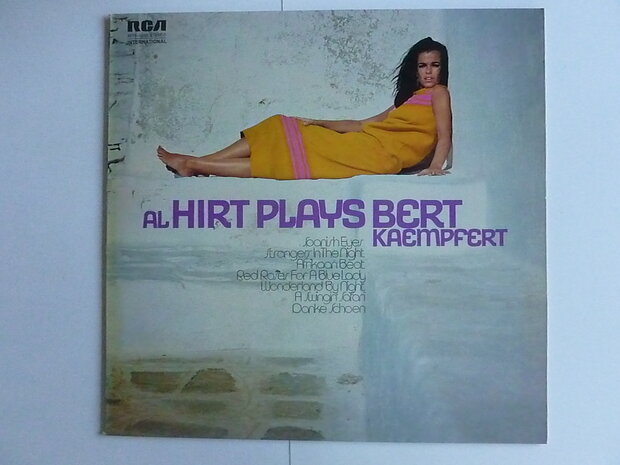 RCA
INTERNATIONAL
AL HIRT PLAYS BERT
KAEMPFERT
Spanish Eyes
Strangers In The Night
Afrikaan Beat
Red Roses For A Blue Lady
Wonderland By Night
A Swingin' Safari
Danke Schoen